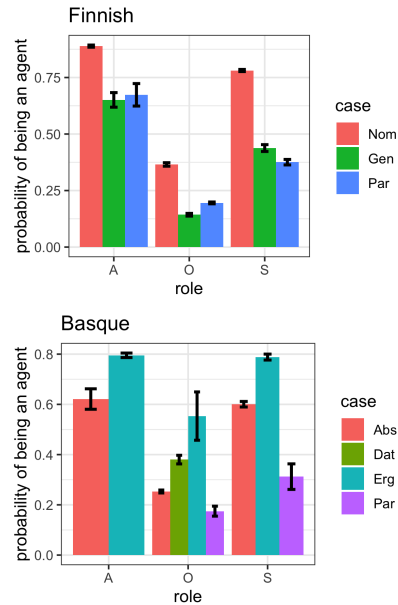 Finnish
probability of being an agent
0.75
0.50
0.25
0.00
A O S
role
case
Nom
Gen
Par
Basque
probability of being an agent
0.8
0.6
0.4
0.2
0.0
A O S
role
case
Abs
Dat
Erg
Par